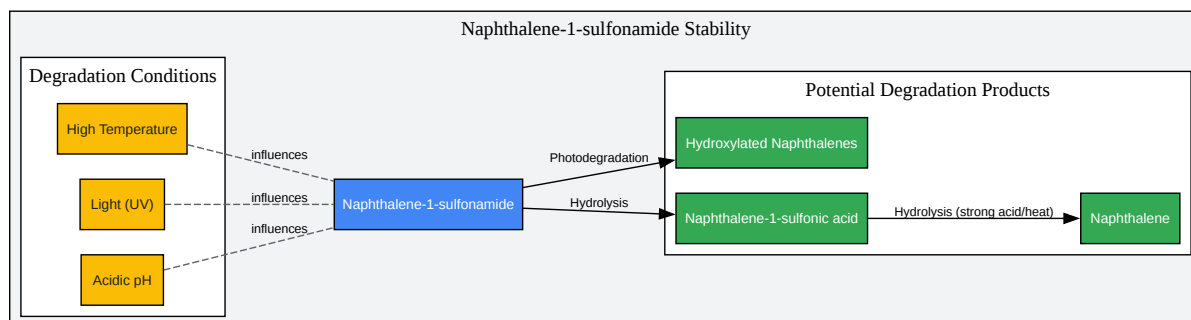 Naphthalene-1-sulfonamide Stability
Degradation Conditions
High Temperature
Light (UV)
Acidic pH
influences
influences
influences
Naphthalene-1-sulfonamide
Photodegradation
Hydrolysis
Potential Degradation Products
Hydroxylated Naphthalenes
Naphthalene-1-sulfonic acid
Hydrolysis (strong acid/heat)
Naphthalene